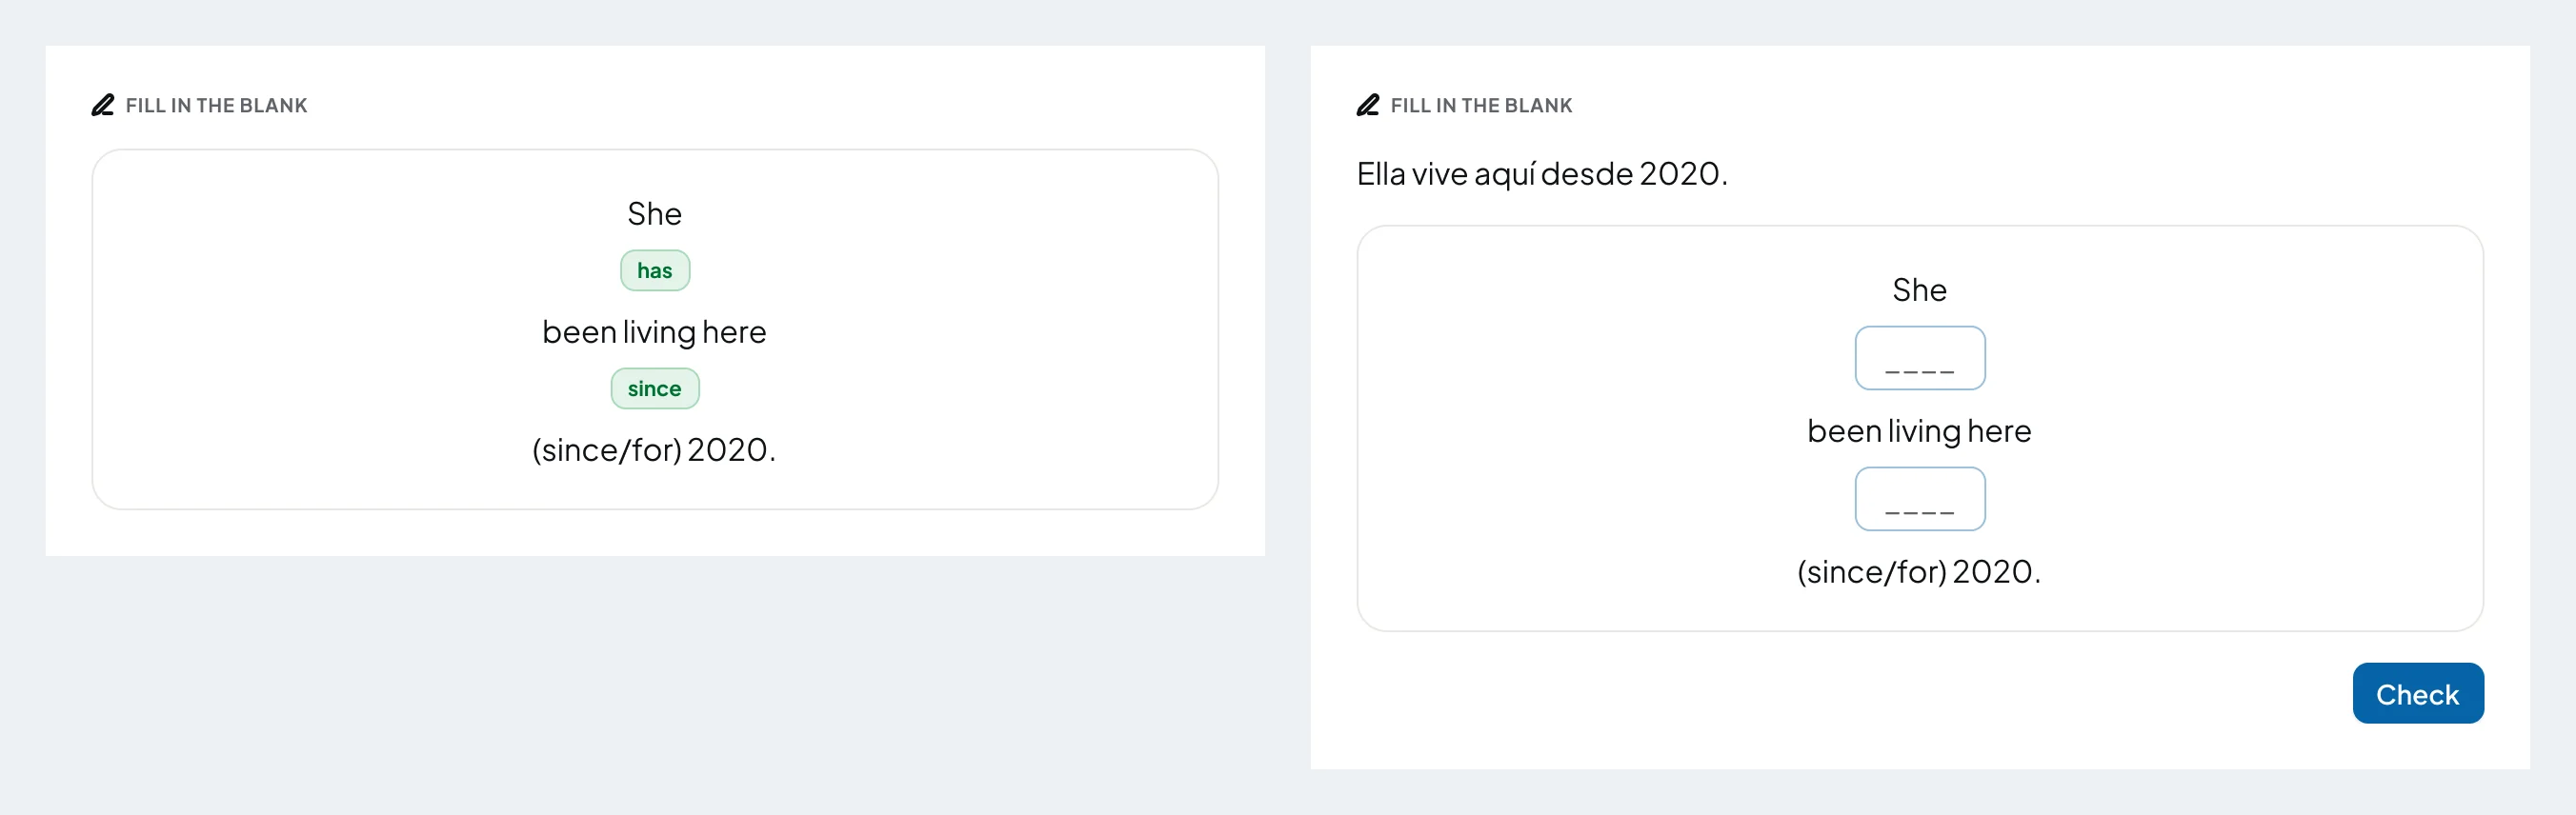 FILL IN THE BLANK
She
has
been living here
since
(since/for) 2020.
FILL IN THE BLANK
Ella vive aquí desde 2020.
She
____
been living here
____
(since/for) 2020.
Check